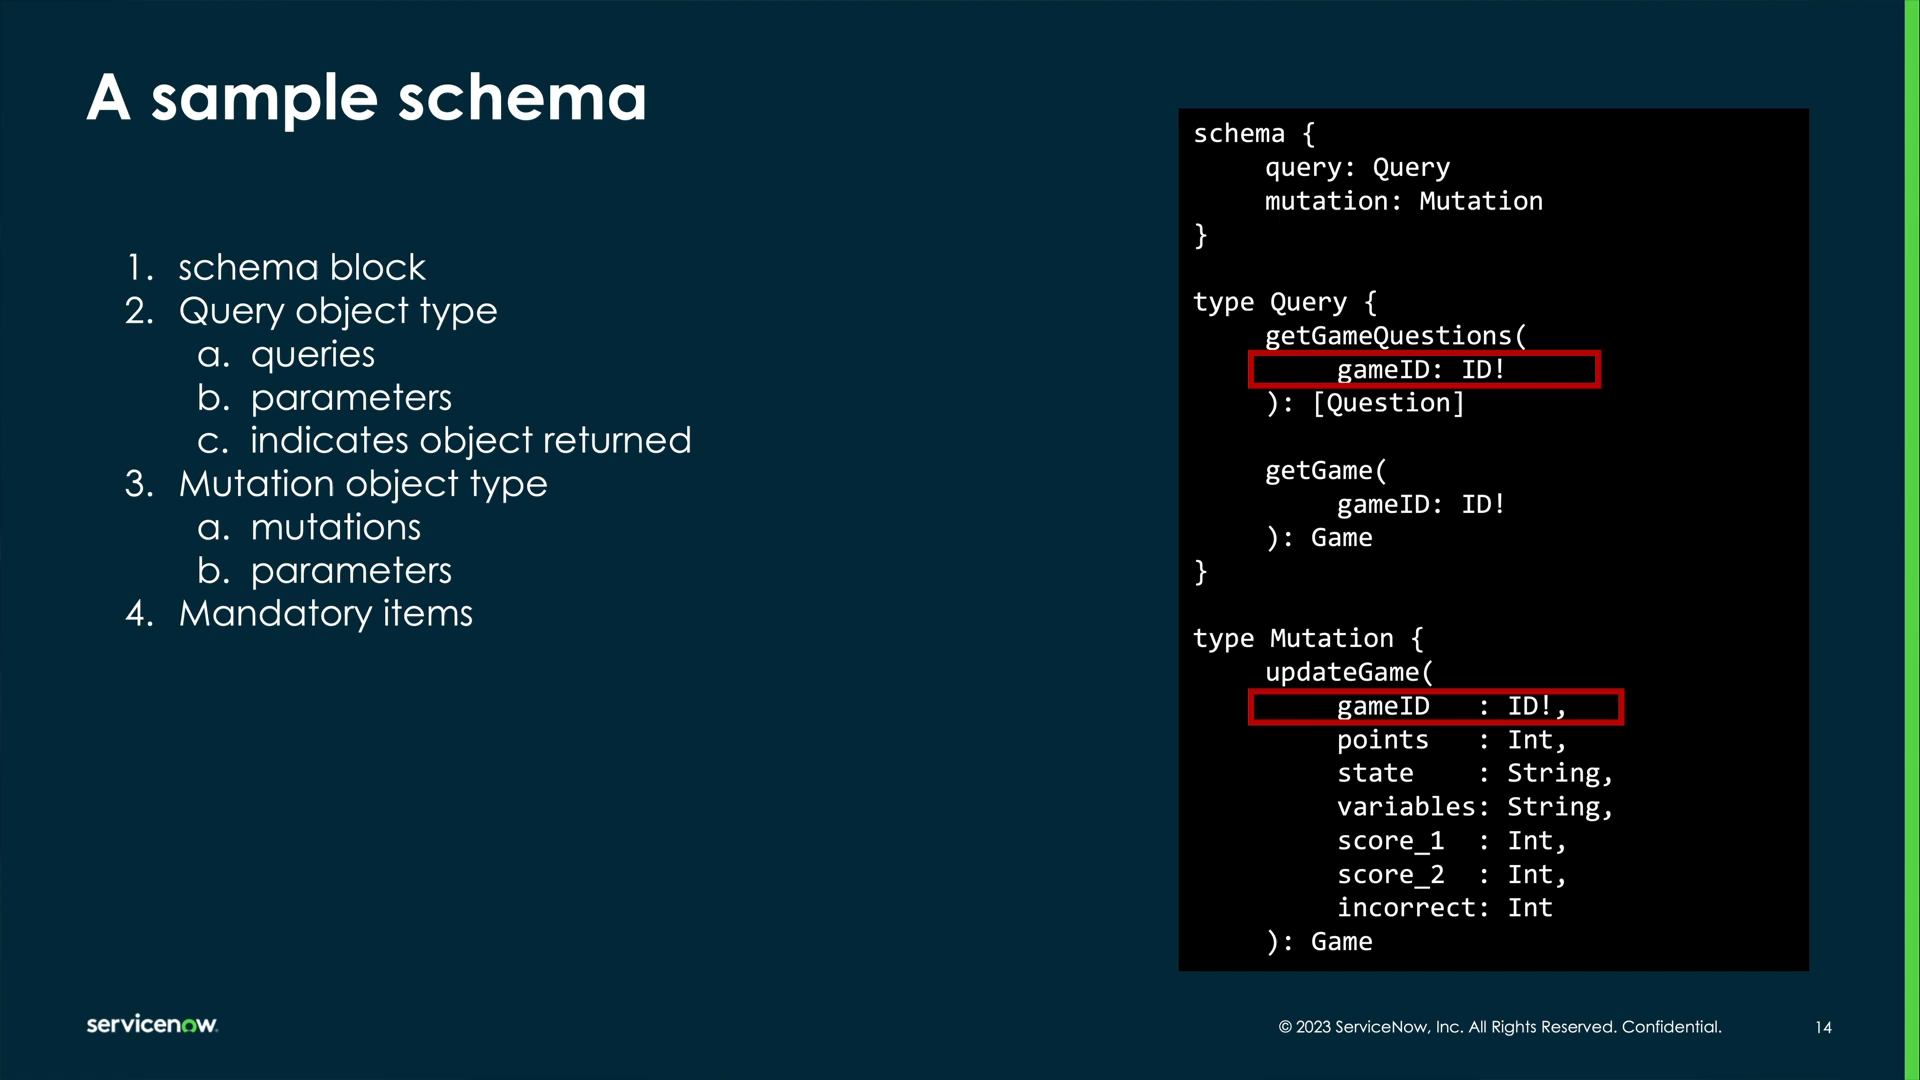 A sample schema
1. schema block
2. Query object type
a. queries
b. parameters
c. indicates object returned
3. Mutation object type
a. mutations
b. parameters
4. Mandatory items
schema {
query: Query
mutation: Mutation
}
type Query {
getGameQuestions(
gameID: ID!
): [Question]
getGame(
gameID: ID!
): Game
}
type Mutation {
updateGame(
gameID   : ID!,
points   : Int,
state    : String,
variables: String,
score_1  : Int,
score_2  : Int,
incorrect: Int
): Game
servicenow.
© 2023 ServiceNow, Inc. All Rights Reserved. Confidential.
14